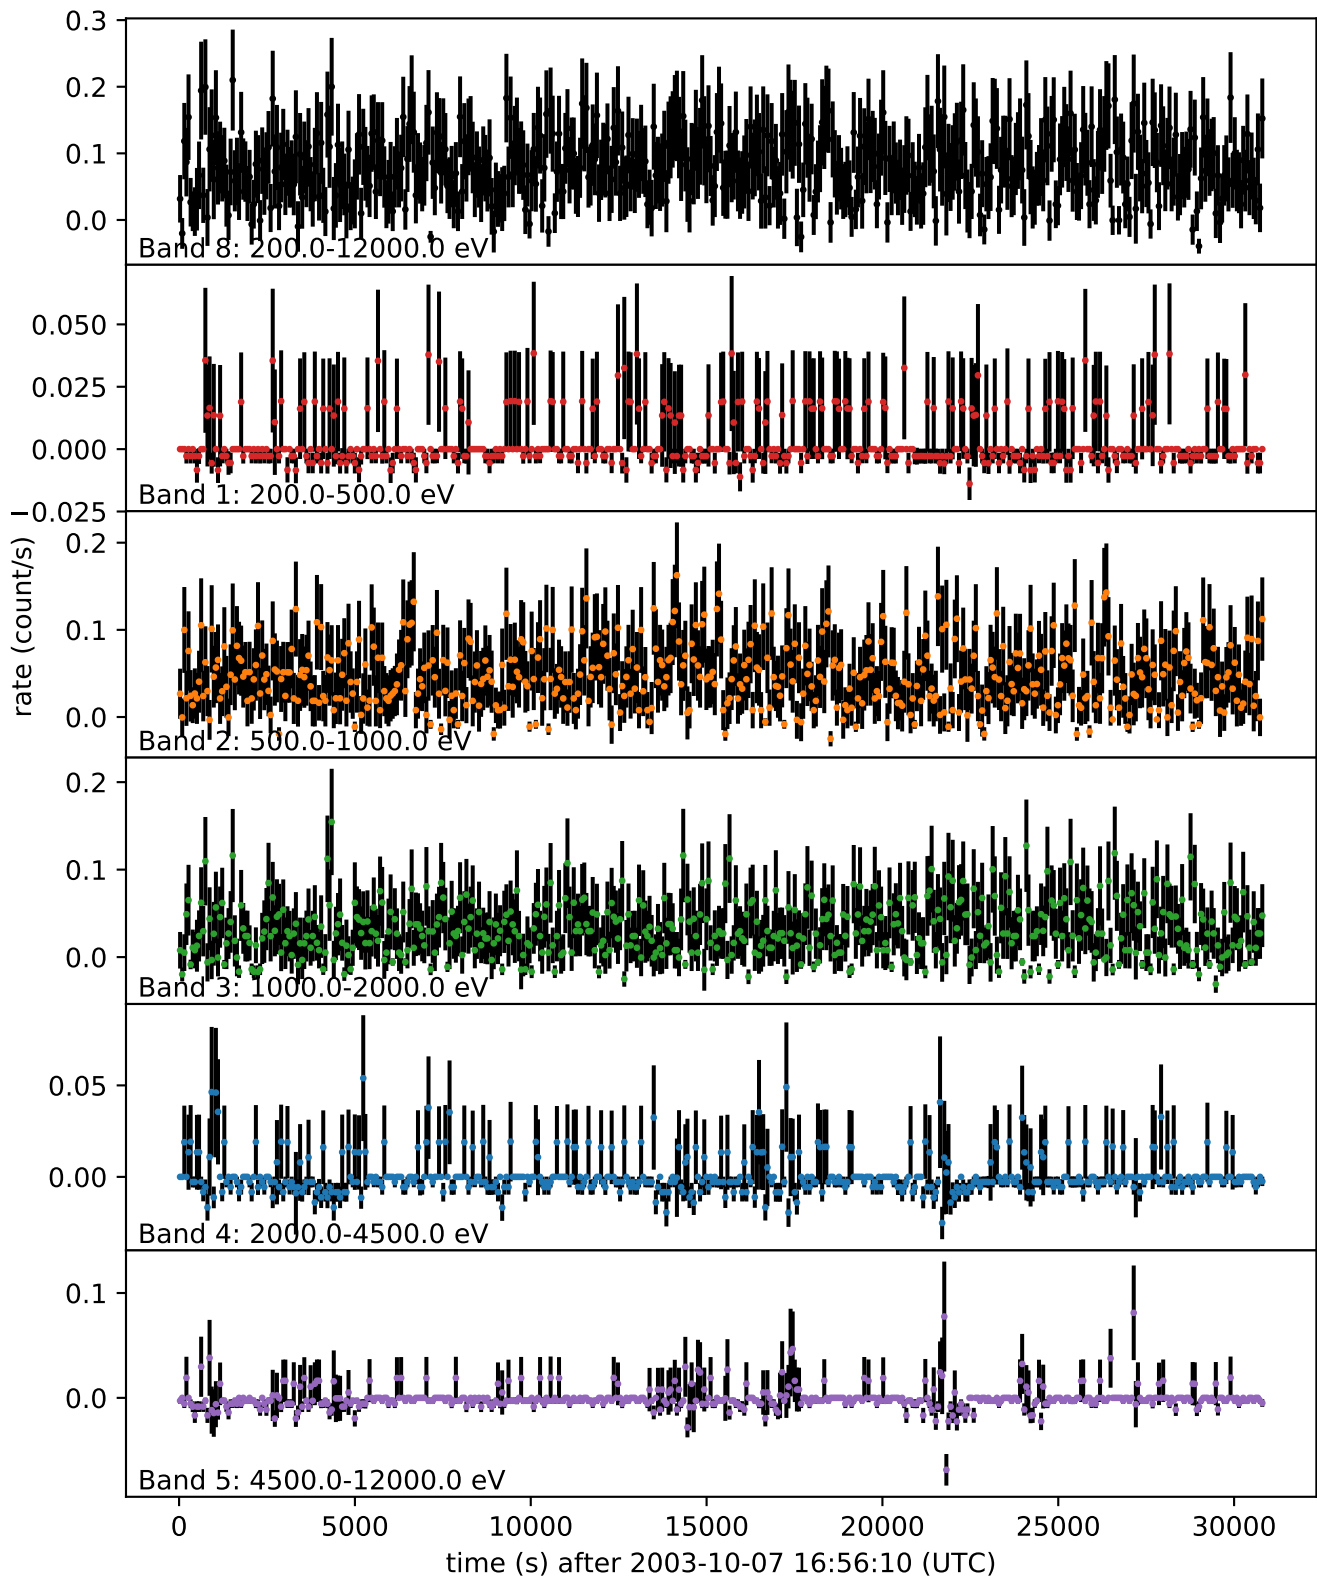 0.3
0.2
0.1
0.0
Band 8: 200.0-12000.0 eV
0.050
0.025
0.000
−0.025
Band 1: 200.0-500.0 eV
rate (count/s)
0.2
0.1
0.0
Band 2: 500.0-1000.0 eV
0.2
0.1
0.0
Band 3: 1000.0-2000.0 eV
0.05
0.00
Band 4: 2000.0-4500.0 eV
0.1
0.0
Band 5: 4500.0-12000.0 eV
0 5000 10000 15000 20000 25000 30000
time (s) after 2003-10-07 16:56:10 (UTC)